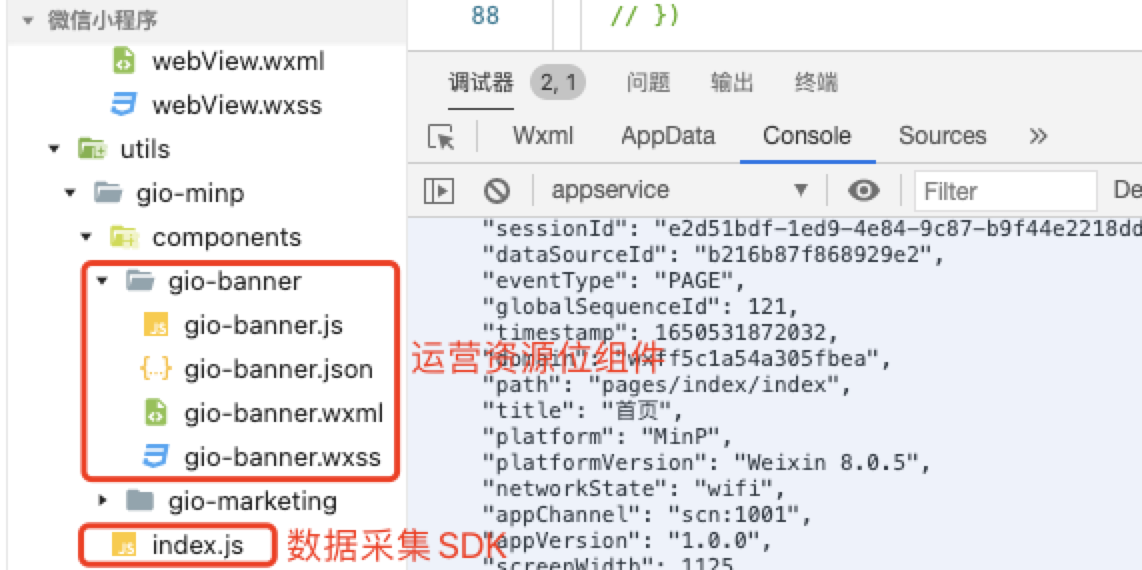 微信小程序
webView.wxml
webView.wxss
utils
gio-minp
components
gio-banner
JS gio-banner.js
{...} gio-banner.json
gio-banner.wxml
gio-banner.wxss
gio-marketing
JS index.js
运营资源位组件
数据采集 SDK
88 // })
调试器 2, 1 问题 输出 终端
Wxml AppData Console Sources »
appservice ▼ Filter De
"sessionId": "e2d51bdf-1ed9-4e84-9c87-b9f44e2218dd
"dataSourceId": "b216b87f868929e2",
"eventType": "PAGE",
"globalSequenceId": 121,
"timestamp": 1650531872032,
"domain": "wxff5c1a54a305fbea",
"path": "pages/index/index",
"title": "首页",
"platform": "MinP",
"platformVersion": "Weixin 8.0.5",
"networkState": "wifi",
"appChannel": "scn:1001",
"appVersion": "1.0.0",
"screenWidth": 1125